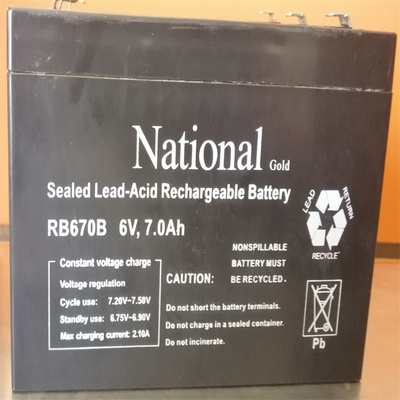 National Gold
Sealed Lead-Acid Rechargeable Battery
RB670B 6V, 7.0Ah
Constant voltage charge
Voltage regulation
Cycle use: 7.20V~7.50V
Standby use: 6.75V~6.90V
Max charging current: 2.10A
NONSPILLABLE
CAUTION: BATTERY MUST
BE RECYCLED.
Do not short the battery terminals.
Do not charge in a sealed container.
Do not incinerate.
LEAD
RETURN
RECYCLE
Pb